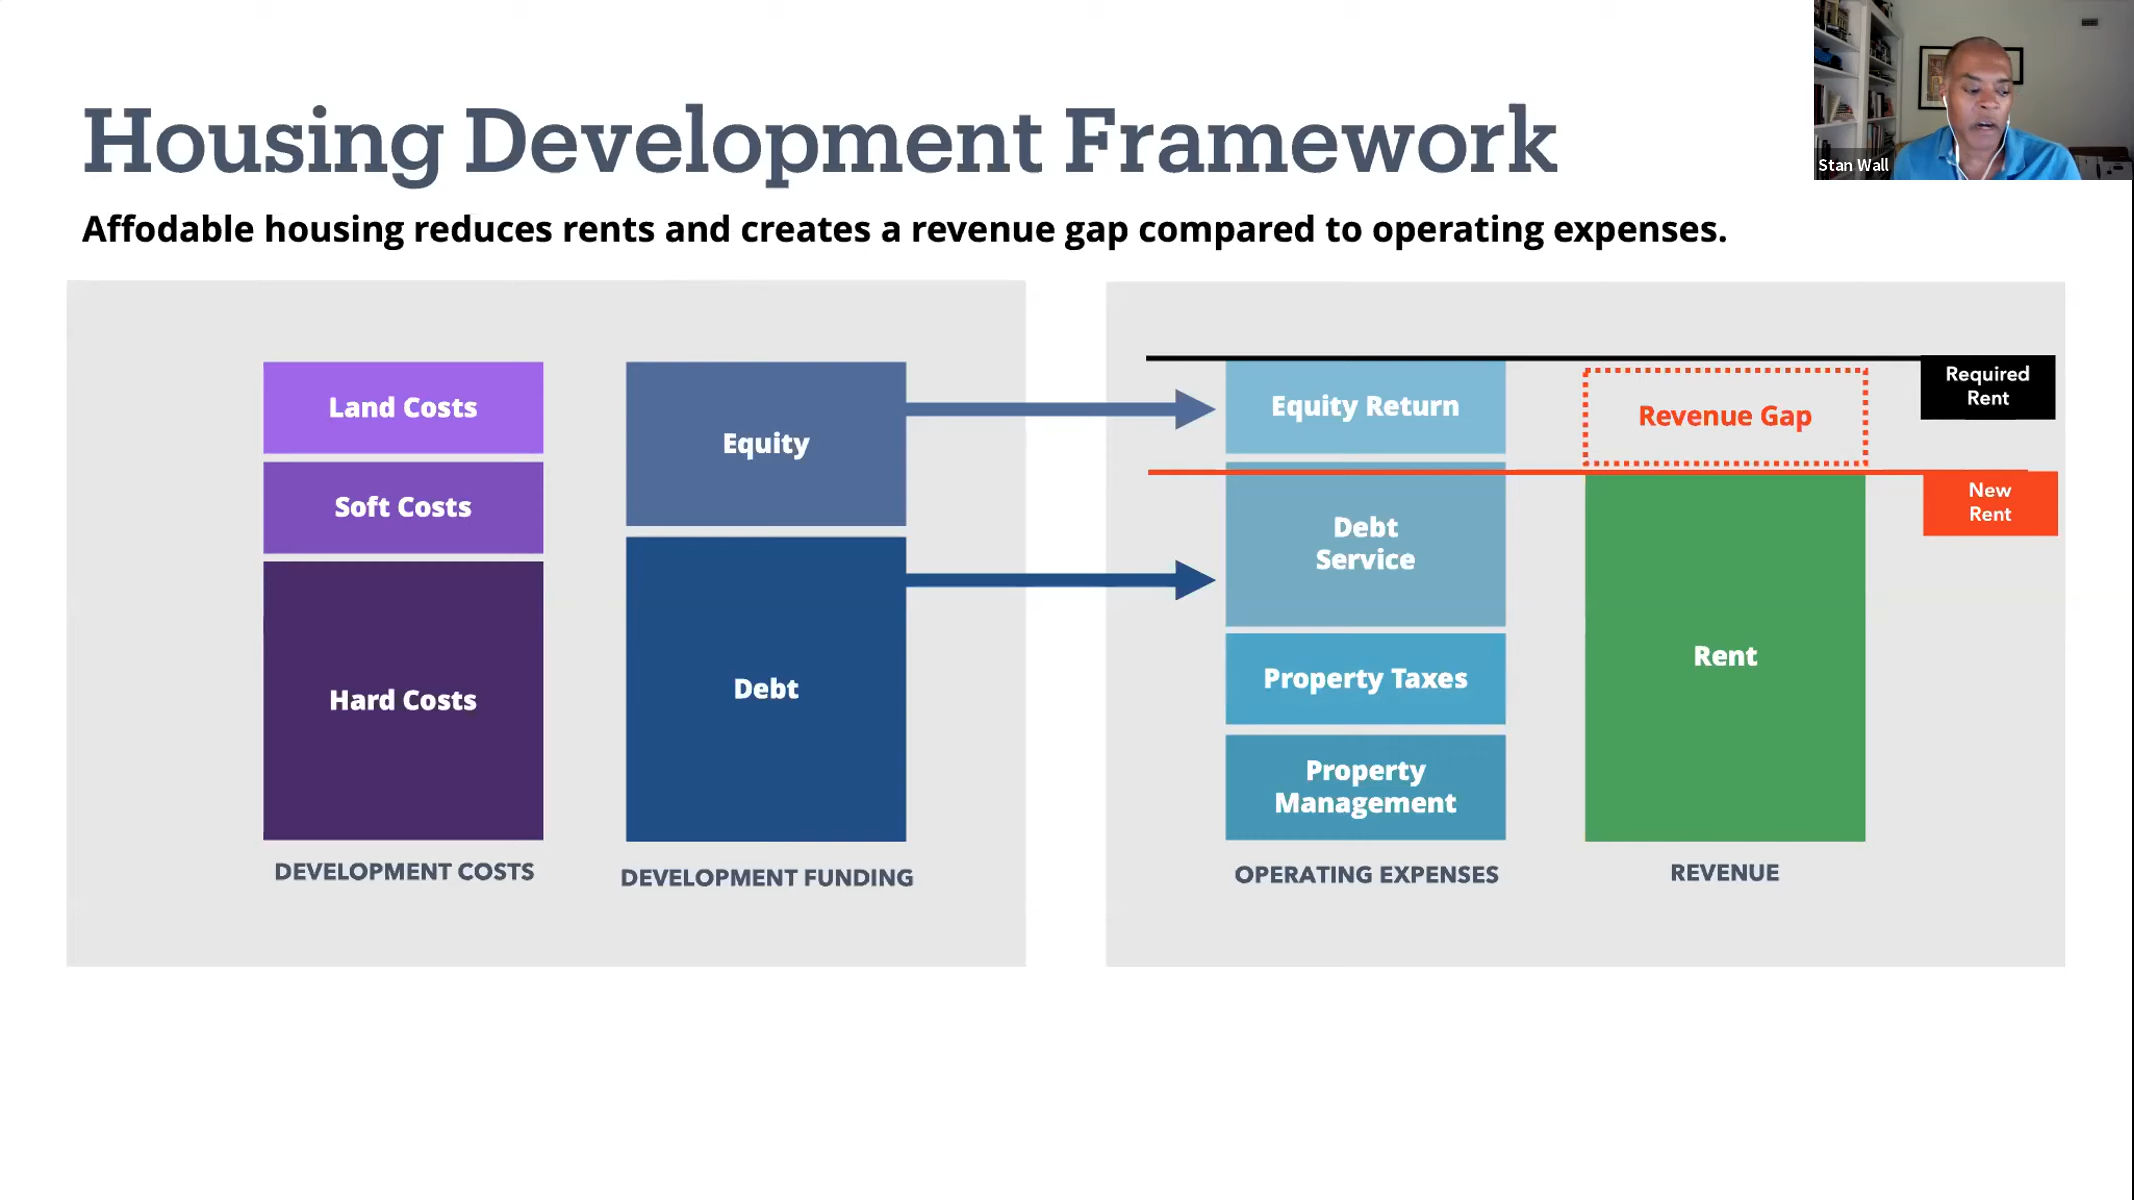 Housing Development Framework
Stan Wall
Affodable housing reduces rents and creates a revenue gap compared to operating expenses.
Land Costs
Soft Costs
Hard Costs
DEVELOPMENT COSTS
Equity
Debt
DEVELOPMENT FUNDING
Equity Return
Debt
Service
Property Taxes
Property
Management
OPERATING EXPENSES
Revenue Gap
Rent
REVENUE
Required
Rent
New
Rent